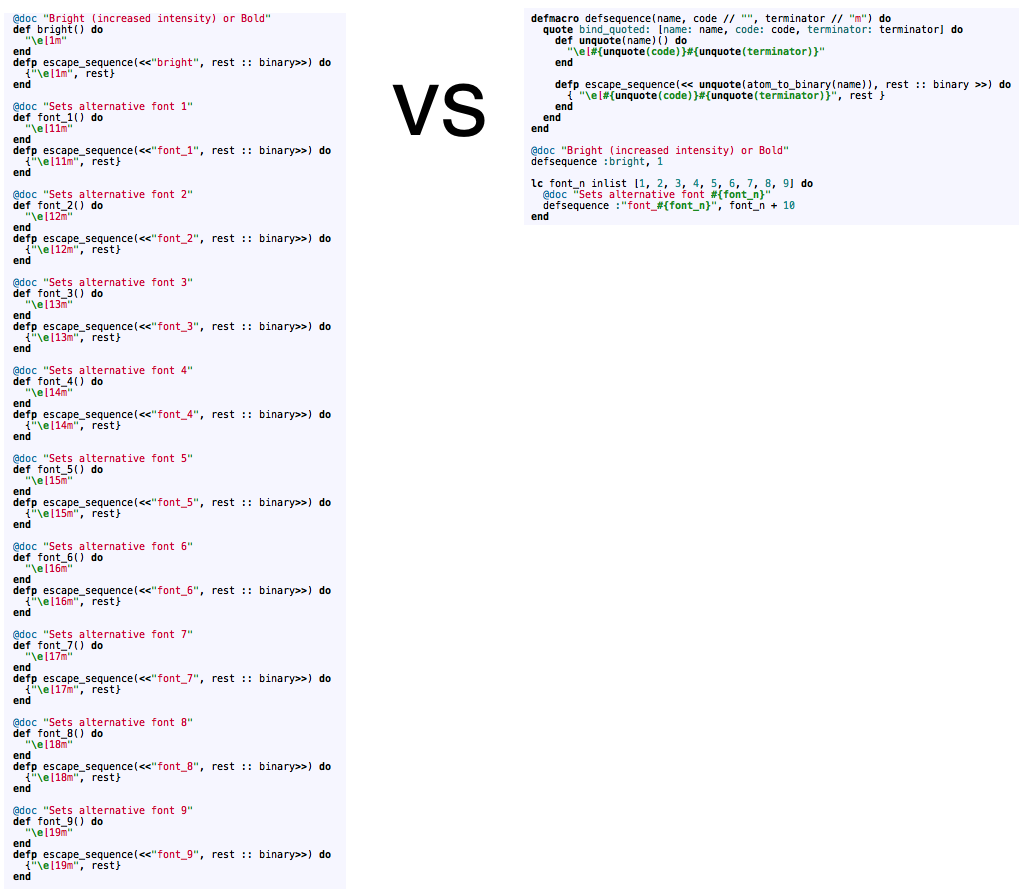 @doc "Bright (increased intensity) or Bold"
def bright() do
  "\e[1m"
end
defp escape_sequence(<<"bright", rest :: binary>>) do
  {"\e[1m", rest}
end

@doc "Sets alternative font 1"
def font_1() do
  "\e[11m"
end
defp escape_sequence(<<"font_1", rest :: binary>>) do
  {"\e[11m", rest}
end

@doc "Sets alternative font 2"
def font_2() do
  "\e[12m"
end
defp escape_sequence(<<"font_2", rest :: binary>>) do
  {"\e[12m", rest}
end

@doc "Sets alternative font 3"
def font_3() do
  "\e[13m"
end
defp escape_sequence(<<"font_3", rest :: binary>>) do
  {"\e[13m", rest}
end

@doc "Sets alternative font 4"
def font_4() do
  "\e[14m"
end
defp escape_sequence(<<"font_4", rest :: binary>>) do
  {"\e[14m", rest}
end

@doc "Sets alternative font 5"
def font_5() do
  "\e[15m"
end
defp escape_sequence(<<"font_5", rest :: binary>>) do
  {"\e[15m", rest}
end

@doc "Sets alternative font 6"
def font_6() do
  "\e[16m"
end
defp escape_sequence(<<"font_6", rest :: binary>>) do
  {"\e[16m", rest}
end

@doc "Sets alternative font 7"
def font_7() do
  "\e[17m"
end
defp escape_sequence(<<"font_7", rest :: binary>>) do
  {"\e[17m", rest}
end

@doc "Sets alternative font 8"
def font_8() do
  "\e[18m"
end
defp escape_sequence(<<"font_8", rest :: binary>>) do
  {"\e[18m", rest}
end

@doc "Sets alternative font 9"
def font_9() do
  "\e[19m"
end
defp escape_sequence(<<"font_9", rest :: binary>>) do
  {"\e[19m", rest}
end

vs

defmacro defsequence(name, code // "", terminator // "m") do
  quote bind_quoted: [name: name, code: code, terminator: terminator] do
    def unquote(name)() do
      "\e[#{unquote(code)}#{unquote(terminator)}"
    end

    defp escape_sequence(<< unquote(atom_to_binary(name)), rest :: binary >>) do
      { "\e[#{unquote(code)}#{unquote(terminator)}", rest }
    end
  end
end

@doc "Bright (increased intensity) or Bold"
defsequence :bright, 1

lc font_n inlist [1, 2, 3, 4, 5, 6, 7, 8, 9] do
  @doc "Sets alternative font #{font_n}"
  defsequence :"font_#{font_n}", font_n + 10
end